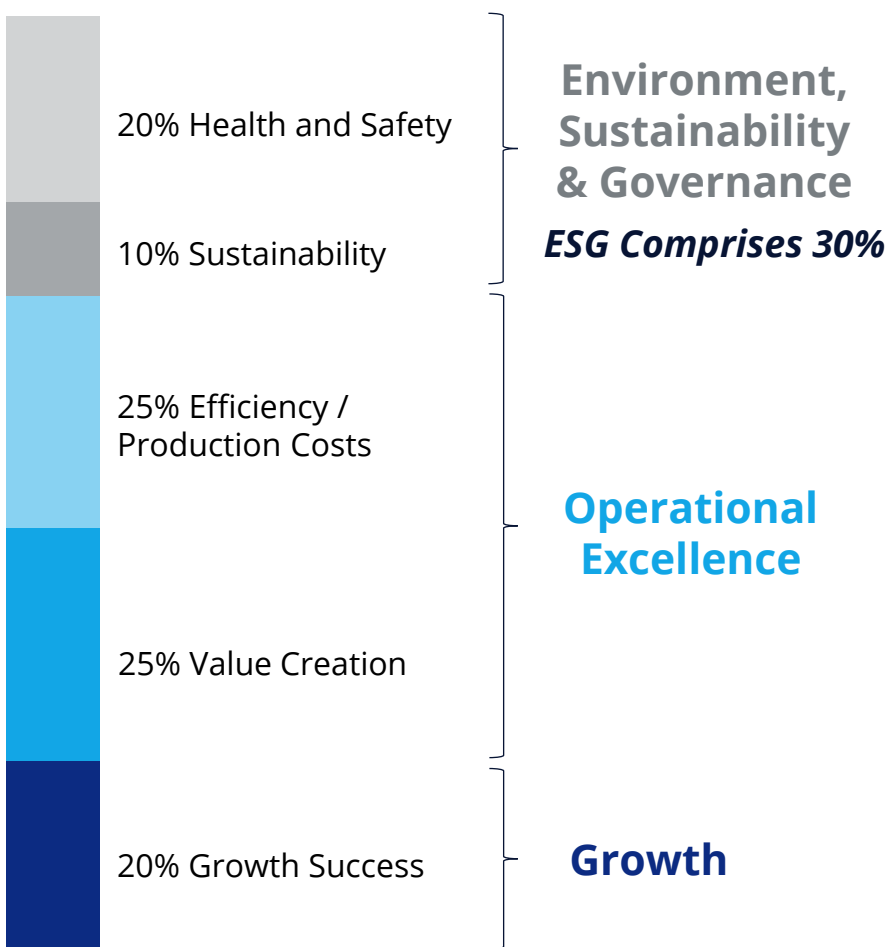 20% Health and Safety
10% Sustainability
Environment,
Sustainability
& Governance
ESG Comprises 30%
25% Efficiency /
Production Costs
25% Value Creation
Operational
Excellence
20% Growth Success
Growth